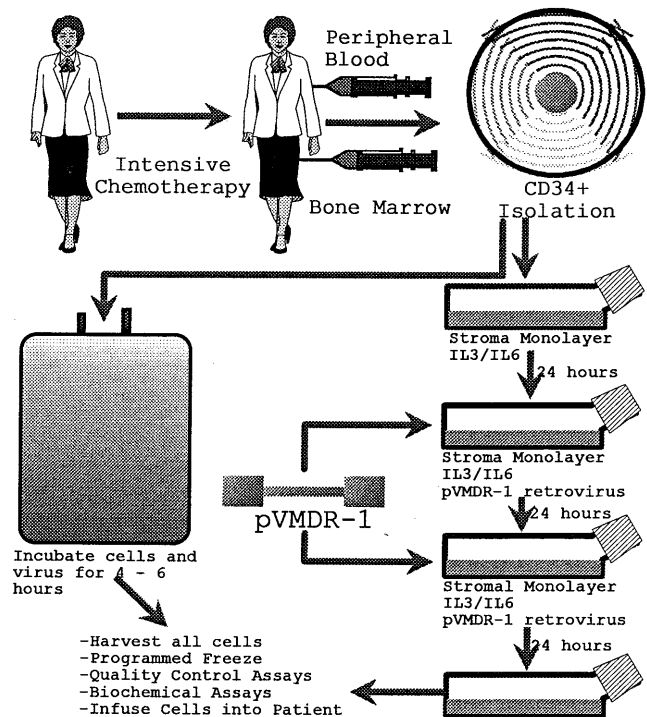 Peripheral
Blood
Intensive
Chemotherapy
Bone Marrow
CD34+
Isolation
Stroma Monolayer
IL3/IL6
24 hours
Stroma Monolayer
IL3/IL6
pVMDR-1 retrovirus
24 hours
pVMDR-1
Stromal Monolayer
IL3/IL6
pVMDR-1 retrovirus
24 hours
Incubate cells and
virus for 4 - 6
hours
-Harvest all cells
-Programmed Freeze
-Quality Control Assays
-Biochemical Assays
-Infuse Cells into Patient